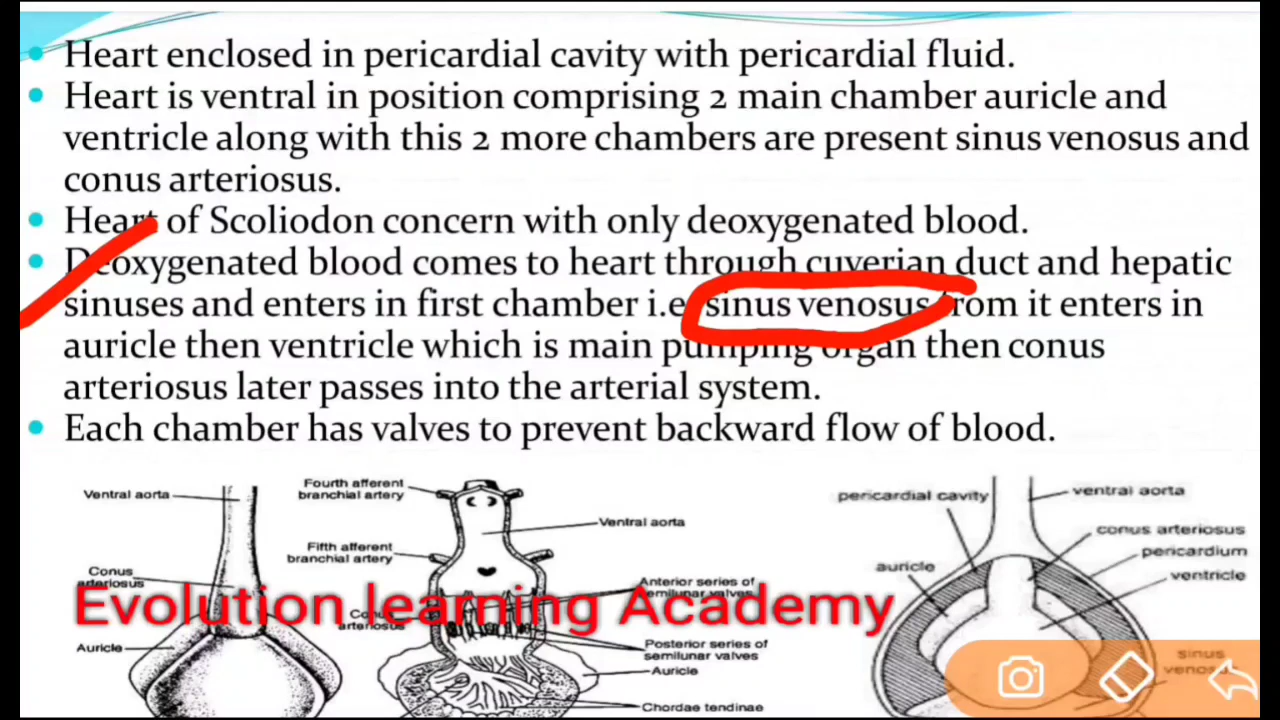 Heart enclosed in pericardial cavity with pericardial fluid.
Heart is ventral in position comprising 2 main chamber auricle and
ventricle along with this 2 more chambers are present sinus venosus and
conus arteriosus.
Heart of Scoliodon concern with only deoxygenated blood.
Deoxygenated blood comes to heart through cuverian duct and hepatic
sinuses and enters in first chamber i.e sinus venosus from it enters in
auricle then ventricle which is main pumping organ then conus
arteriosus later passes into the arterial system.
Each chamber has valves to prevent backward flow of blood.
Ventral aorta
Conus
arteriosus
Auricle
Fourth afferent
branchial artery
Ventral aorta
Fifth afferent
branchial artery
Anterior series of
semilunar valves
Conus
arteriosus
Posterior series of
semilunar valves
Auricle
Chordae tendinae
pericardial cavity
ventral aorta
conus arteriosus
pericardium
auricle
ventricle
sinus
venosus
Evolution learning Academy